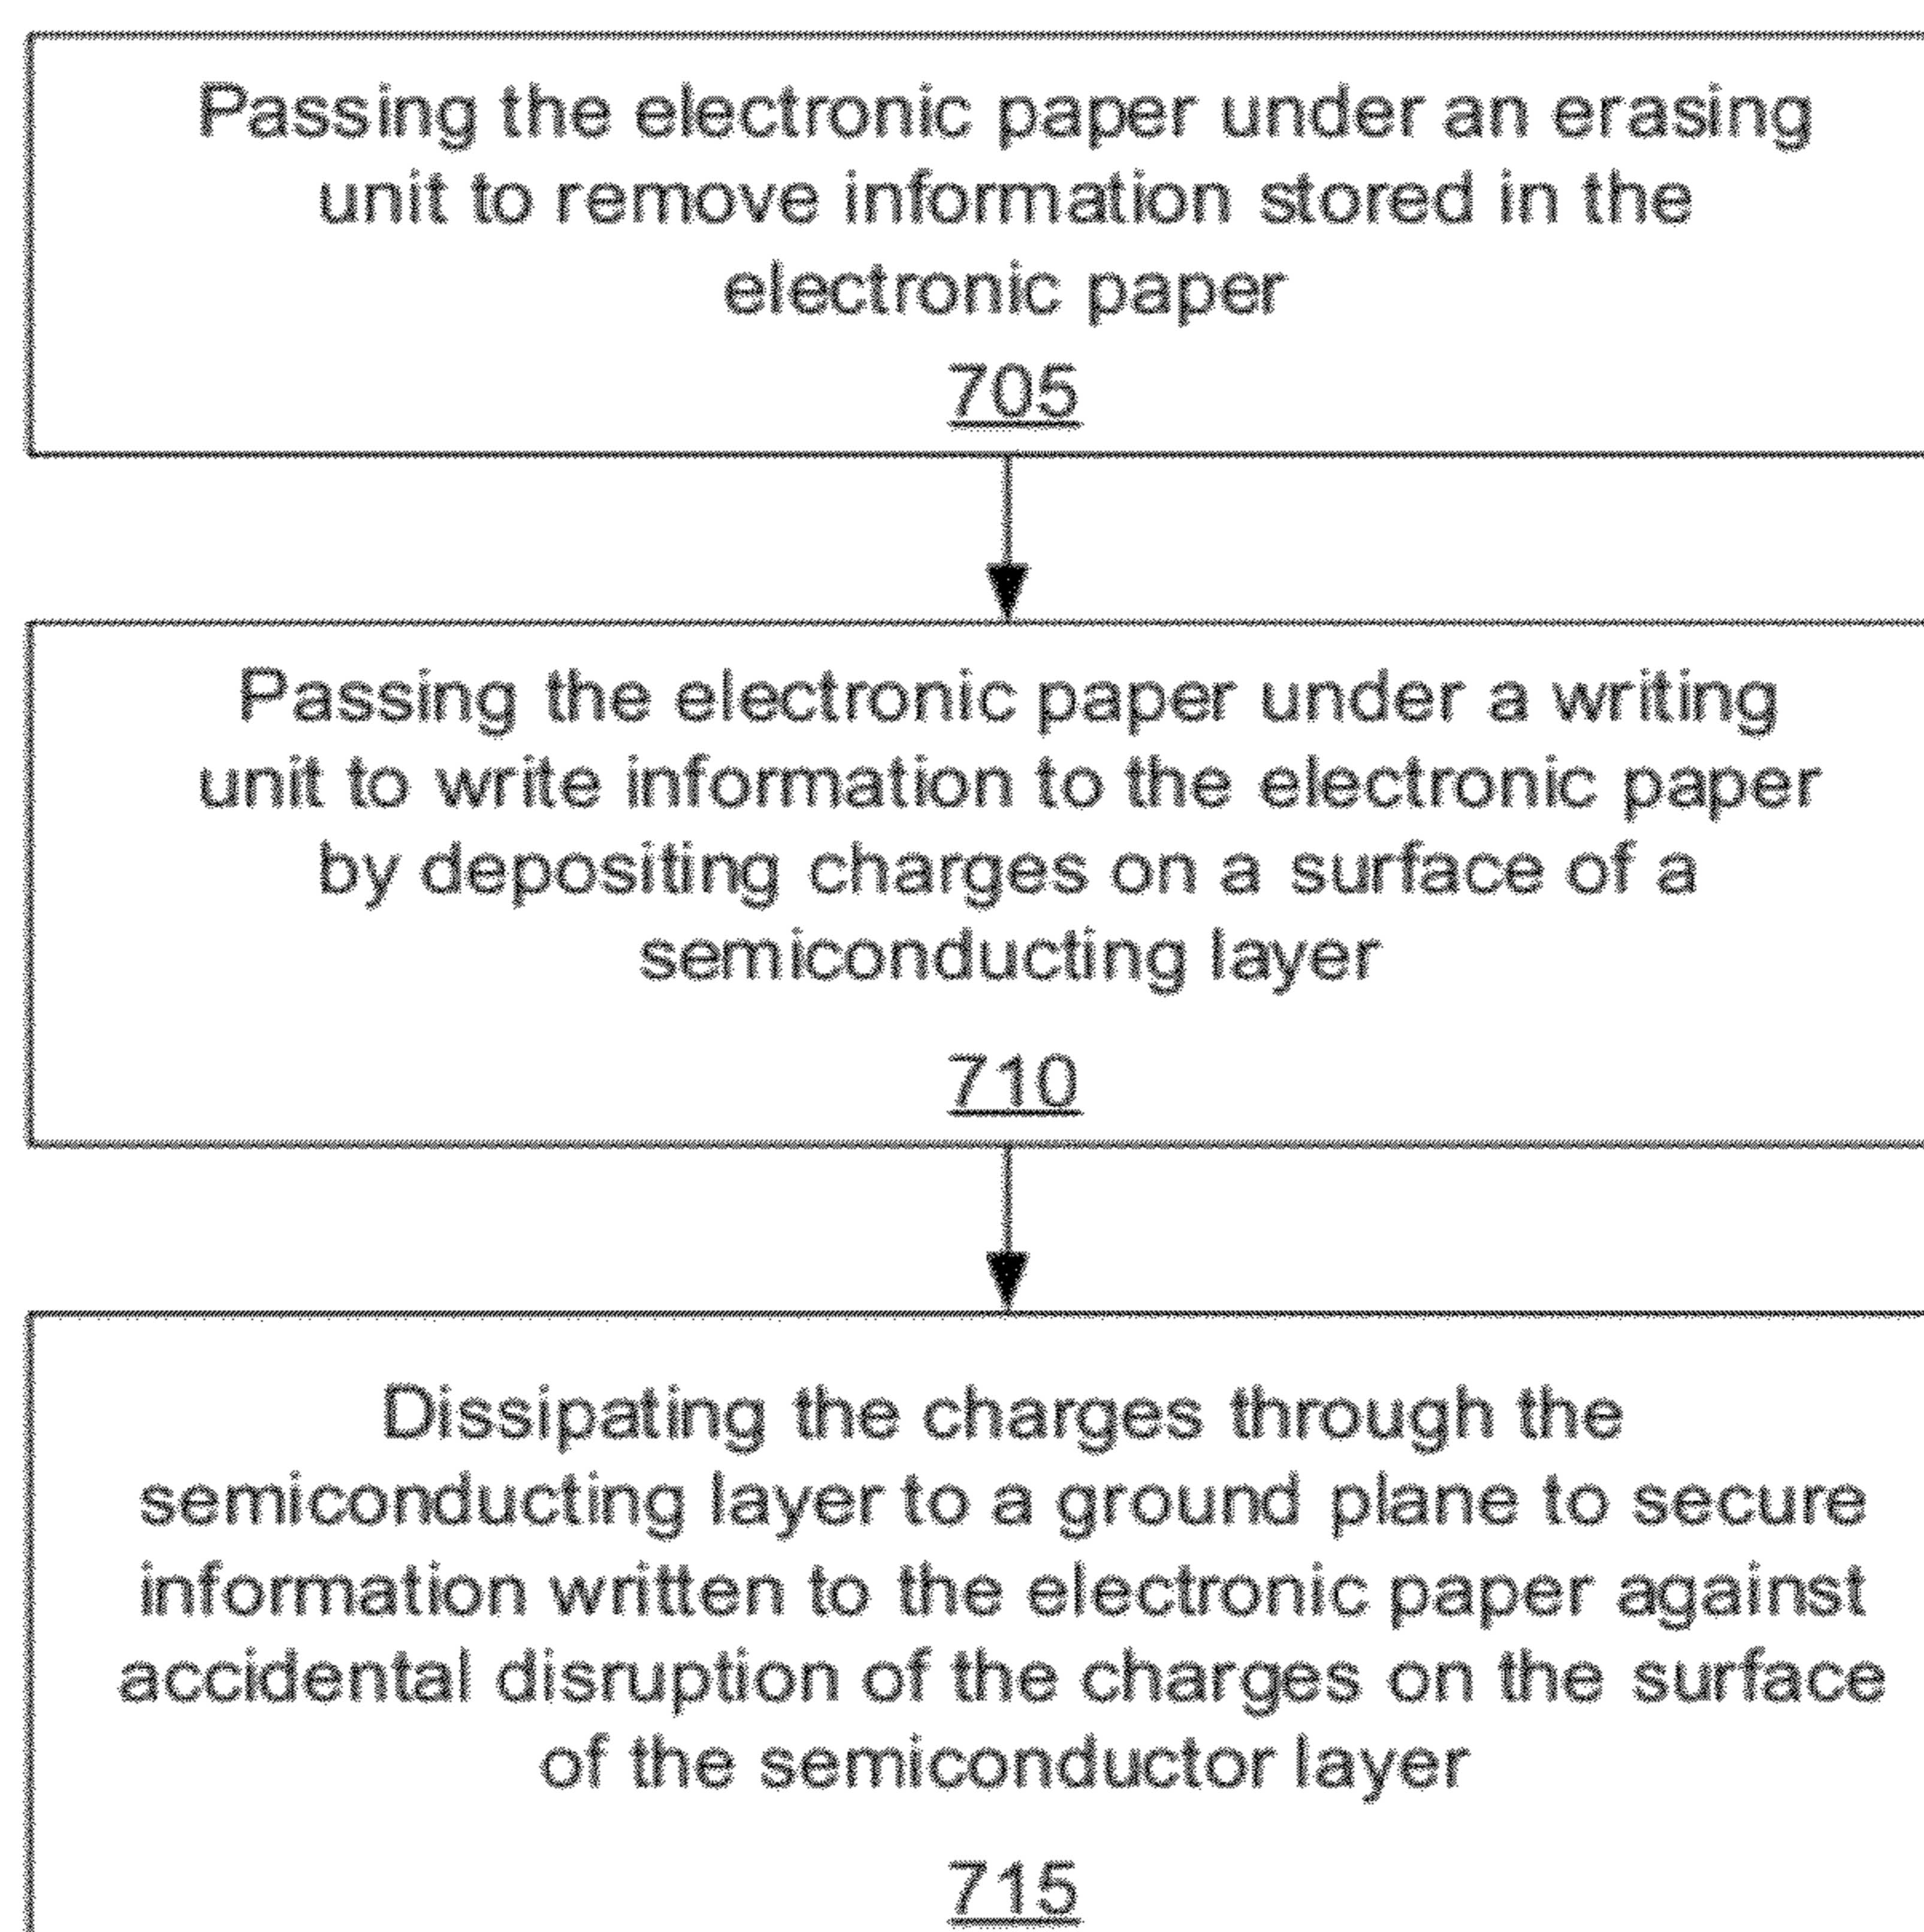 Passing the electronic paper under an erasing
unit to remove information stored in the
electronic paper
705
Passing the electronic paper under a writing
unit to write information to the electronic paper
by depositing charges on a surface of a
semiconducting layer
710
Dissipating the charges through the
semiconducting layer to a ground plane to secure
information written to the electronic paper against
accidental disruption of the charges on the surface
of the semiconductor layer
715